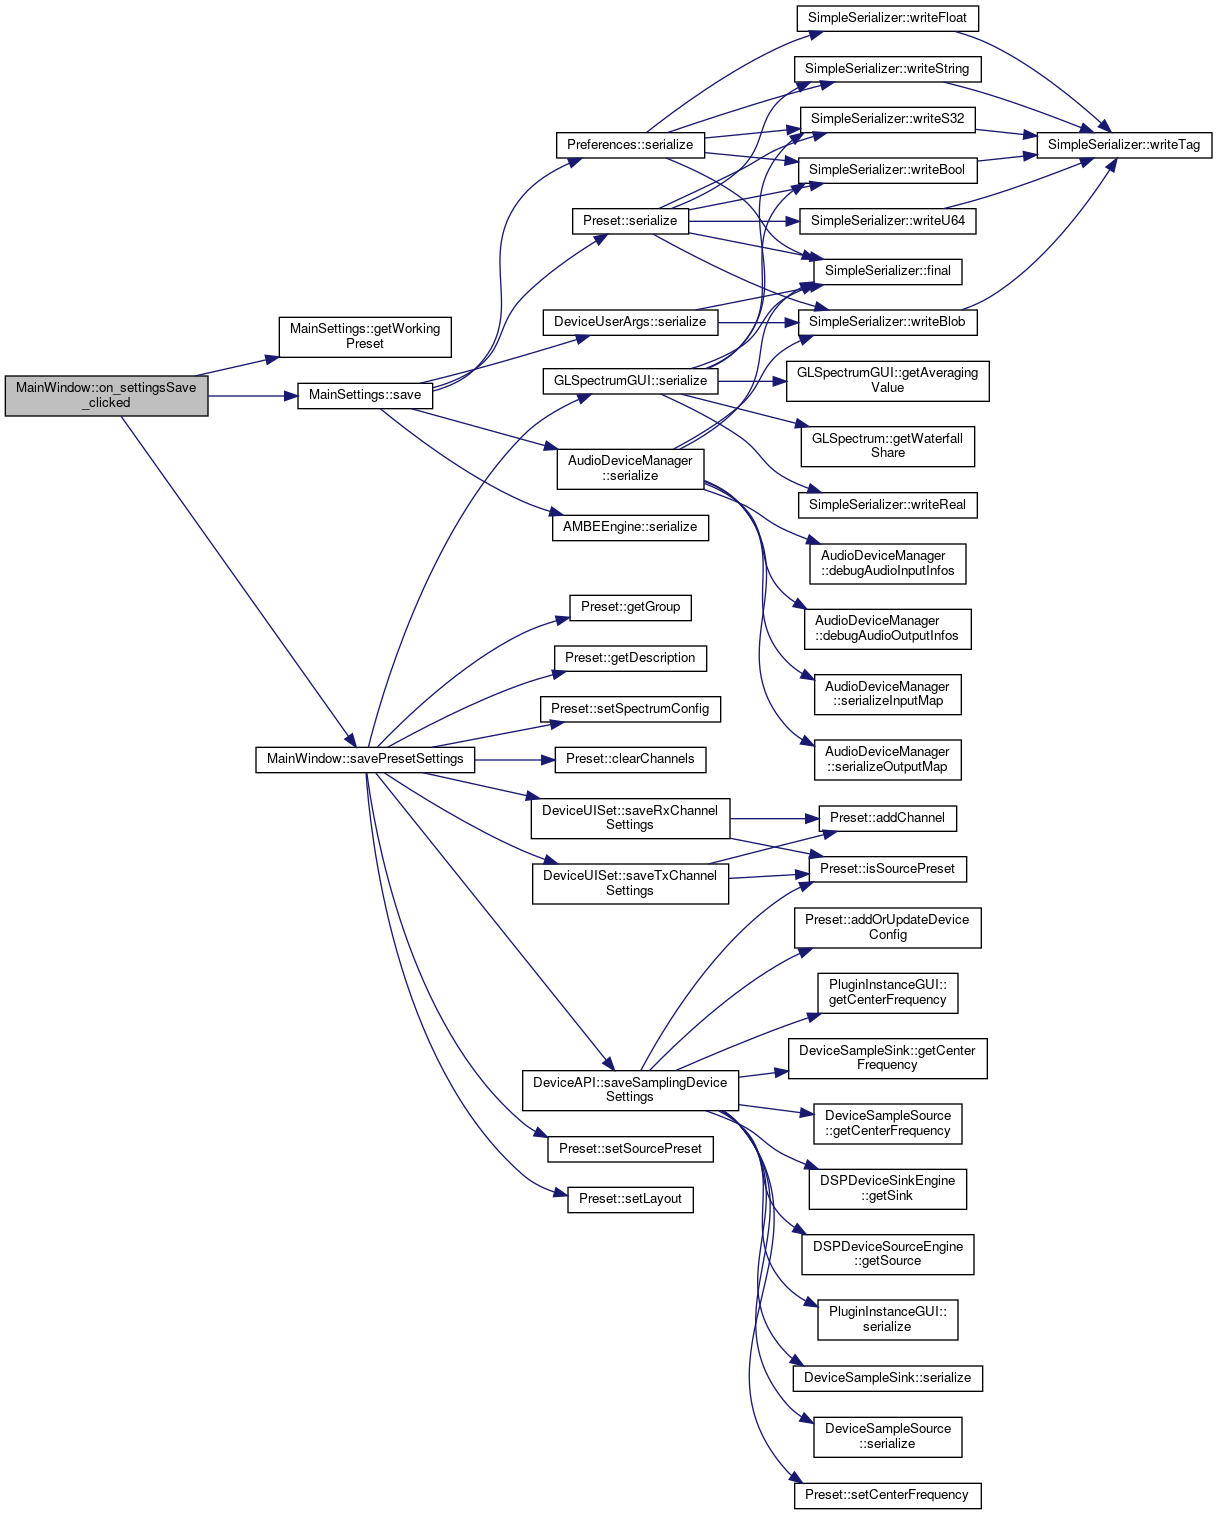 MainWindow::on_settingsSave
_clicked
MainSettings::getWorking
Preset
MainSettings::save
MainWindow::savePresetSettings
Preferences::serialize
Preset::serialize
DeviceUserArgs::serialize
GLSpectrumGUI::serialize
AudioDeviceManager
::serialize
AMBEEngine::serialize
Preset::getGroup
Preset::getDescription
Preset::setSpectrumConfig
Preset::clearChannels
DeviceUISet::saveRxChannel
Settings
DeviceUISet::saveTxChannel
Settings
DeviceAPI::saveSamplingDevice
Settings
Preset::setSourcePreset
Preset::setLayout
SimpleSerializer::writeFloat
SimpleSerializer::writeString
SimpleSerializer::writeS32
SimpleSerializer::writeBool
SimpleSerializer::writeU64
SimpleSerializer::final
SimpleSerializer::writeBlob
GLSpectrumGUI::getAveraging
Value
GLSpectrum::getWaterfall
Share
SimpleSerializer::writeReal
AudioDeviceManager
::debugAudioInputInfos
AudioDeviceManager
::debugAudioOutputInfos
AudioDeviceManager
::serializeInputMap
AudioDeviceManager
::serializeOutputMap
Preset::addChannel
Preset::isSourcePreset
Preset::addOrUpdateDevice
Config
PluginInstanceGUI::
getCenterFrequency
DeviceSampleSink::getCenter
Frequency
DeviceSampleSource
::getCenterFrequency
DSPDeviceSinkEngine
::getSink
DSPDeviceSourceEngine
::getSource
PluginInstanceGUI::
serialize
DeviceSampleSink::serialize
DeviceSampleSource
::serialize
Preset::setCenterFrequency
SimpleSerializer::writeTag